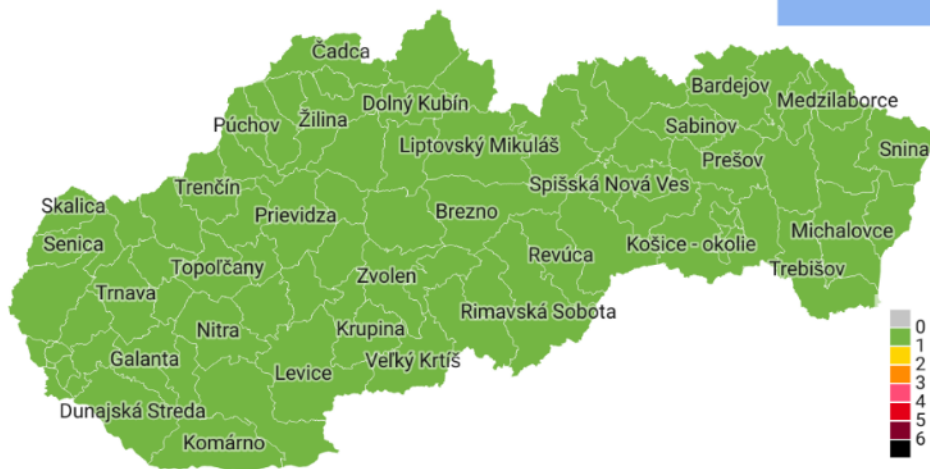 Čadca
Bardejov
Dolný Kubín
Medzilaborce
Púchov
Žilina
Sabinov
Liptovský Mikuláš
Snina
Prešov
Trenčín
Spišská Nová Ves
Skalica
Prievidza
Brezno
Michalovce
Senica
Košice - okolie
Revúca
Topoľčany
Zvolen
Trebišov
Trnava
Rimavská Sobota
Nitra
Krupina
Galanta
Veľký Krtíš
Levice
Dunajská Streda
Komárno
0
1
2
3
4
5
6